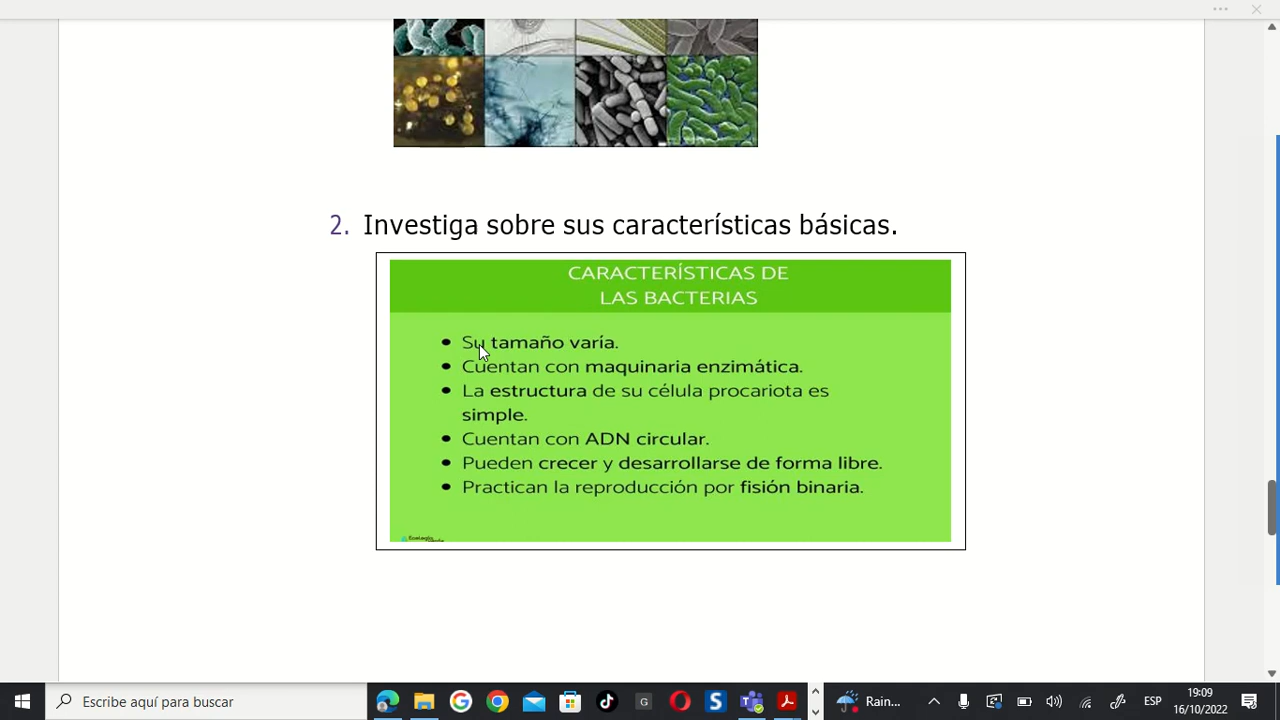 2. Investiga sobre sus características básicas.
CARACTERÍSTICAS DE
LAS BACTERIAS
• Su tamaño varía.
• Cuentan con maquinaria enzimática.
• La estructura de su célula procariota es
simple.
• Cuentan con ADN circular.
• Pueden crecer y desarrollarse de forma libre.
• Practican la reproducción por fisión binaria.
Escribe aquí para buscar
Rain...
ESP
19:09
16/10/2022